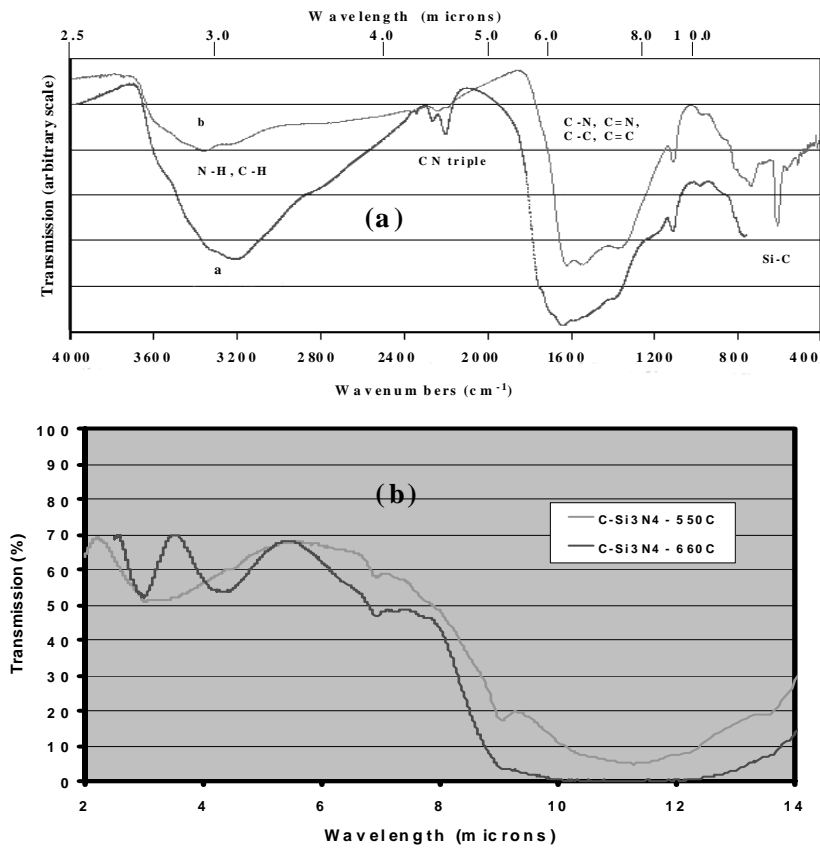 Wavelength (microns)
2.5 3.0 4.0 5.0 6.0 8.0 10.0
Transmission (arbitrary scale)
b
N-H, C-H
CN triple
C-N, C=N,
C-C, C=C
(a)
a
Si-C
4000 3600 3200 2800 2400 2000 1600 1200 800 400
Wavenumbers (cm-1)
100
90
80
70
60
50
40
30
20
10
0
Transmission (%)
(b)
C-Si3N4 - 550C
C-Si3N4 - 660C
2 4 6 8 10 12 14
Wavelength (microns)